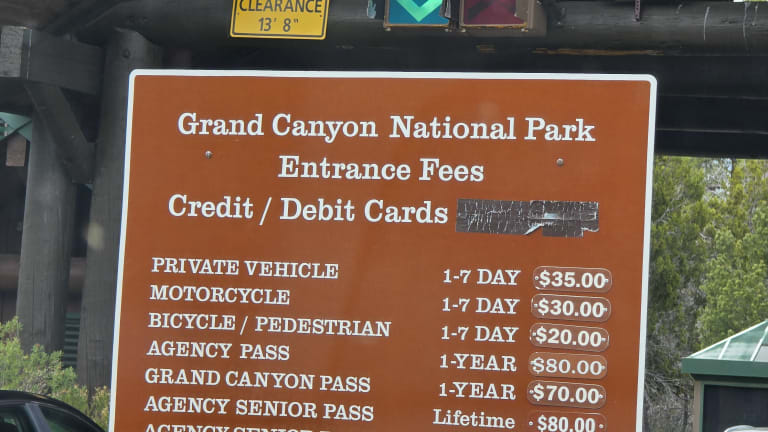 CLEARANCE
13' 8"
Grand Canyon National Park
Entrance Fees
Credit / Debit Cards
PRIVATE VEHICLE 1-7 DAY $35.00
MOTORCYCLE 1-7 DAY $30.00
BICYCLE / PEDESTRIAN 1-7 DAY $20.00
AGENCY PASS 1-YEAR $80.00
GRAND CANYON PASS 1-YEAR $70.00
AGENCY SENIOR PASS Lifetime $80.00
AGENCY SENIOR